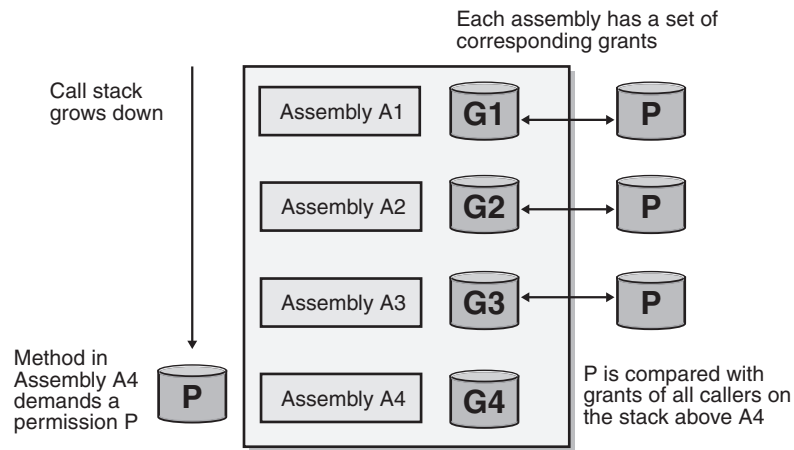 Each assembly has a set of
corresponding grants
Call stack
grows down
Assembly A1
G1
P
Assembly A2
G2
P
Assembly A3
G3
P
Method in
Assembly A4
demands a
permission P
P
Assembly A4
G4
P is compared with
grants of all callers on
the stack above A4